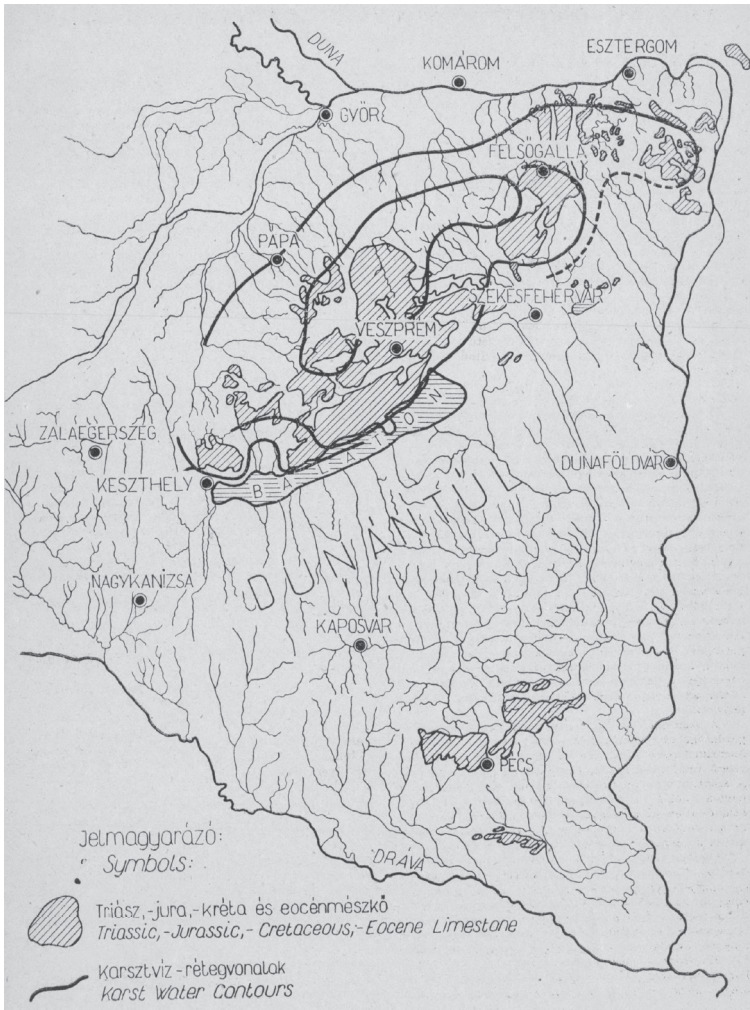 DUNA
KOMÁROM
ESZTERGOM
GYŐR
FELSŐGALLA
PÁPA
SZÉKESFEHÉRVÁR
VESZPRÉM
ZALAEGERSZEG
BALATON
DUNAFÖLDVÁR
KESZTHELY
DUNÁNTÚL
NAGYKANIZSA
KAPOSVÁR
PÉCS
DRÁVA
Jelmagyarázó:
Symbols:
Triász,-jura,-kréta és eocénmészkő
Triassic,-Jurassic,-Cretaceous,-Eocene Limestone
Karsztvíz-rétegvonalak
Karst Water Contours